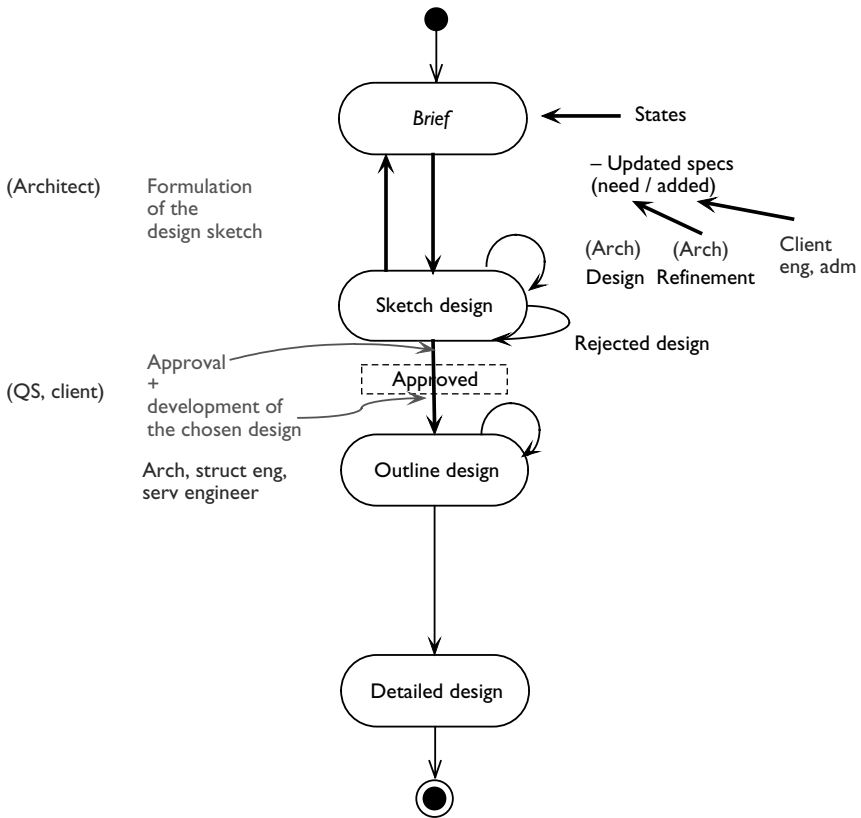 Brief
States
– Updated specs
(need / added)
(Architect)
Formulation
of the
design sketch
(Arch)
Design
(Arch)
Refinement
Client
eng, adm
Sketch design
Rejected design
Approval
+
development of
the chosen design
(QS, client)
Approved
Arch, struct eng,
serv engineer
Outline design
Detailed design